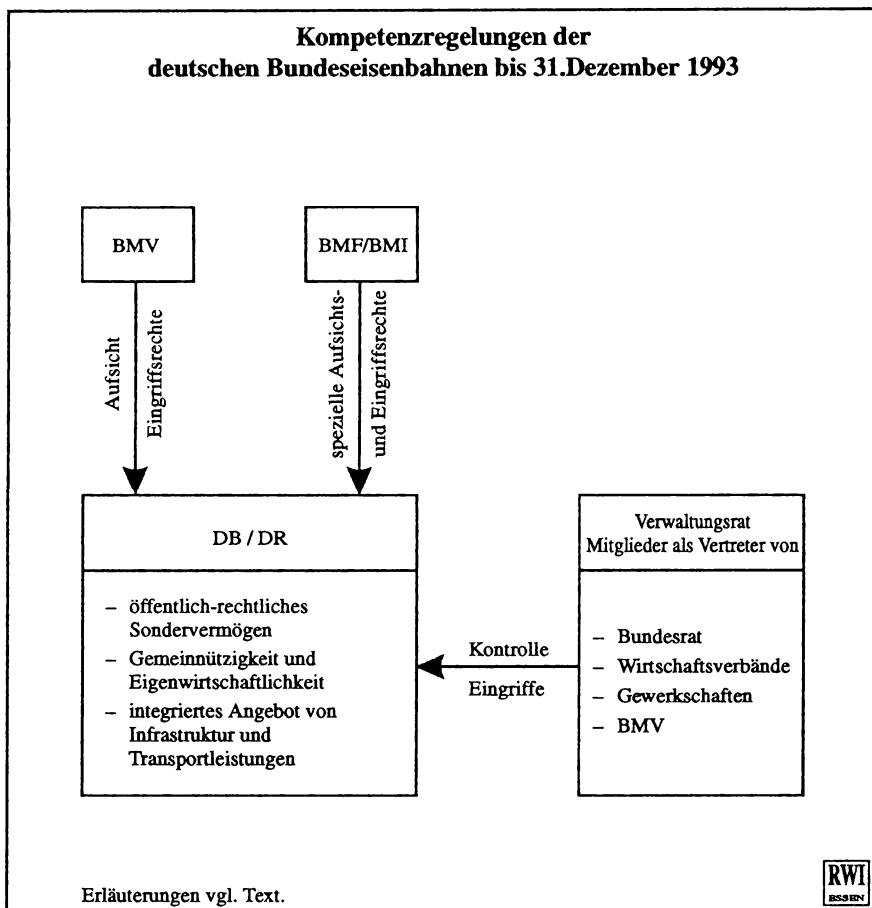 Kompetenzregelungen der
deutschen Bundeseisenbahnen bis 31.Dezember 1993
BMV
BMF/BMI
Aufsicht
Eingriffsrechte
spezielle Aufsichts-
und Eingriffsrechte
DB / DR
– öffentlich-rechtliches
Sondervermögen
– Gemeinnützigkeit und
Eigenwirtschaftlichkeit
– integriertes Angebot von
Infrastruktur und
Transportleistungen
Kontrolle
Eingriffe
Verwaltungsrat
Mitglieder als Vertreter von
– Bundesrat
– Wirtschaftsverbände
– Gewerkschaften
– BMV
Erläuterungen vgl. Text.
RWI
ESSEN